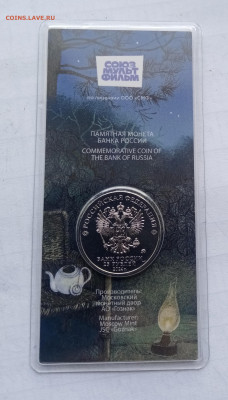 COINS.LAVE.RU
СОЮЗ
МУЛЬТ
ФИЛЬМ
ПАМЯТНАЯ МОНЕТА
БАНКА РОССИИ
COMMEMORATIVE COIN OF
THE BANK OF RUSSIA
РОССИЙСКАЯ ФЕДЕРАЦИЯ
БАНК РОССИИ
25 РУБЛЕЙ
Производитель:
Московский
монетный двор
АО «Гознак»
Manufacturer:
Moscow Mint
JSC «Goznak»